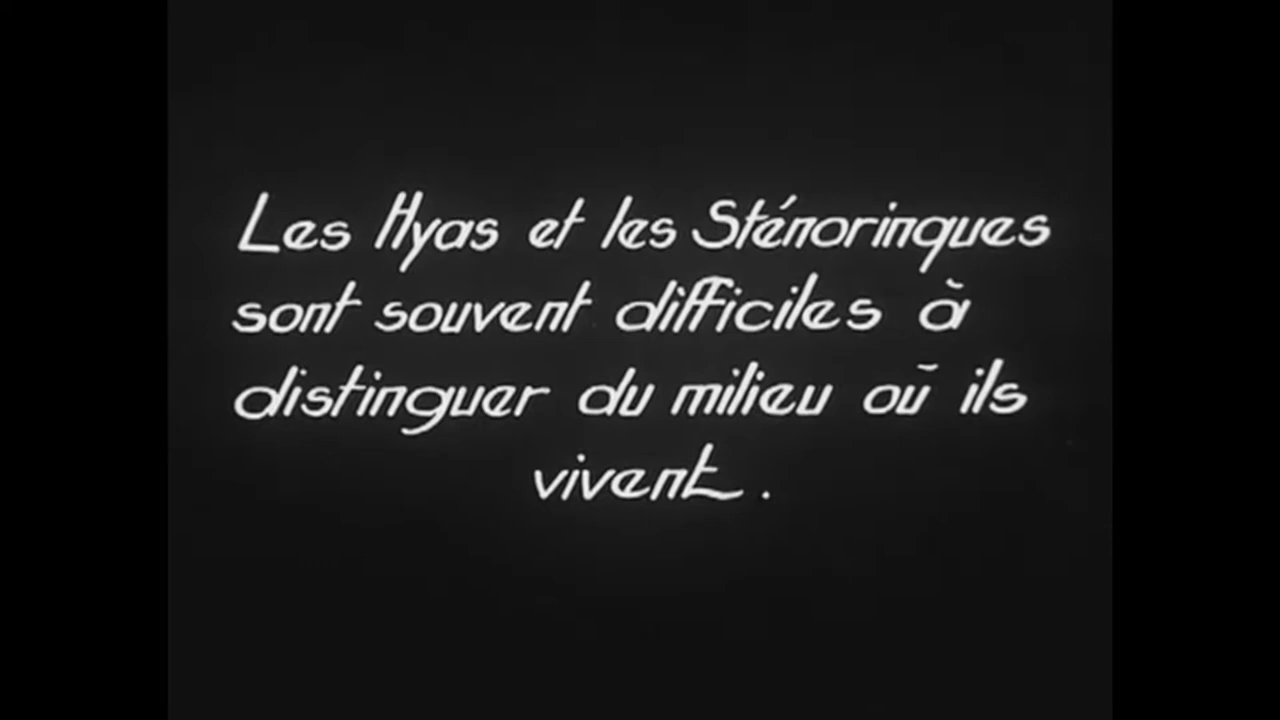 Les Hyas et les Sténorinques
sont souvent difficiles à
distinguer du milieu où ils
vivent.